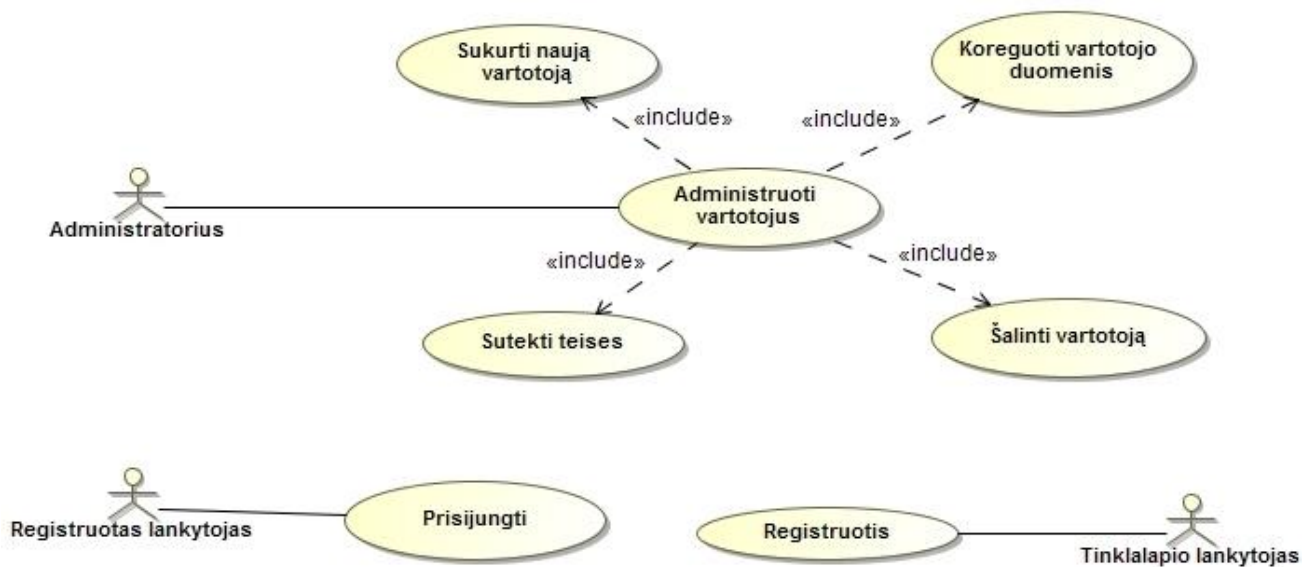 Sukurti naują
vartotoją
Koreguoti vartotojo
duomenis
«include»
«include»
Administratorius
Administruoti
vartotojus
«include»
«include»
Sutekti teises
Šalinti vartotoją
Registruotas lankytojas
Prisijungti
Registruotis
Tinklalapio lankytojas